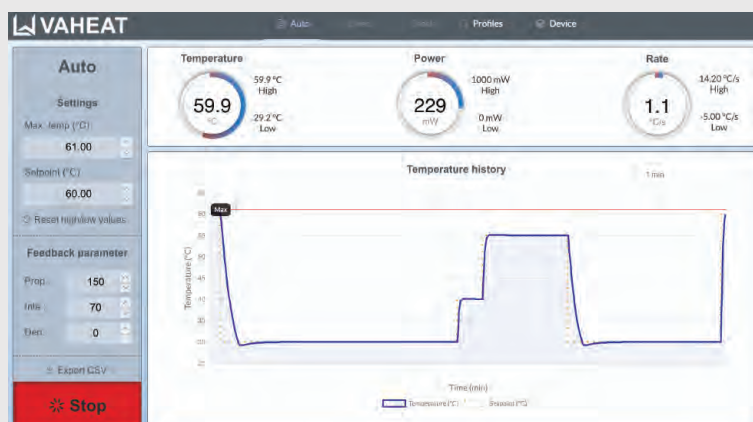 VAHEAT
Auto
Profiles
Device
Auto
Settings
Max. temp (°C)
61.00
Setpoint (°C)
60.00
Reset high/low values
Feedback parameter
Prop.
150
Inte.
70
Deri.
0
Export CSV
Stop
Temperature
59.9
°C
59.9 °C
High
29.2 °C
Low
Power
229
mW
1000 mW
High
0 mW
Low
Rate
1.1
°C/s
14.20 °C/s
High
-5.00 °C/s
Low
Temperature history
1 min
Max
Temperature (°C)
Time (min)
Temperature (°C)
Setpoint (°C)